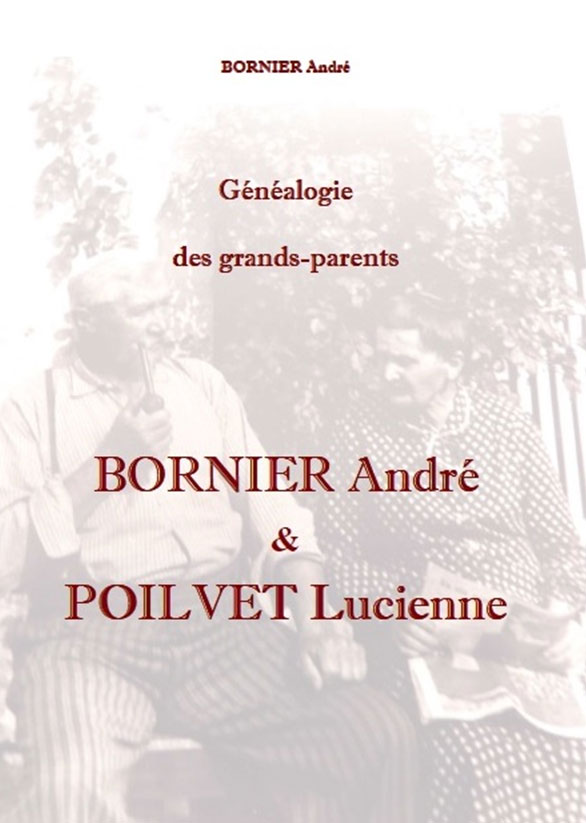 BORNIER André
Généalogie
des grands-parents
BORNIER André
&
POILVET Lucienne